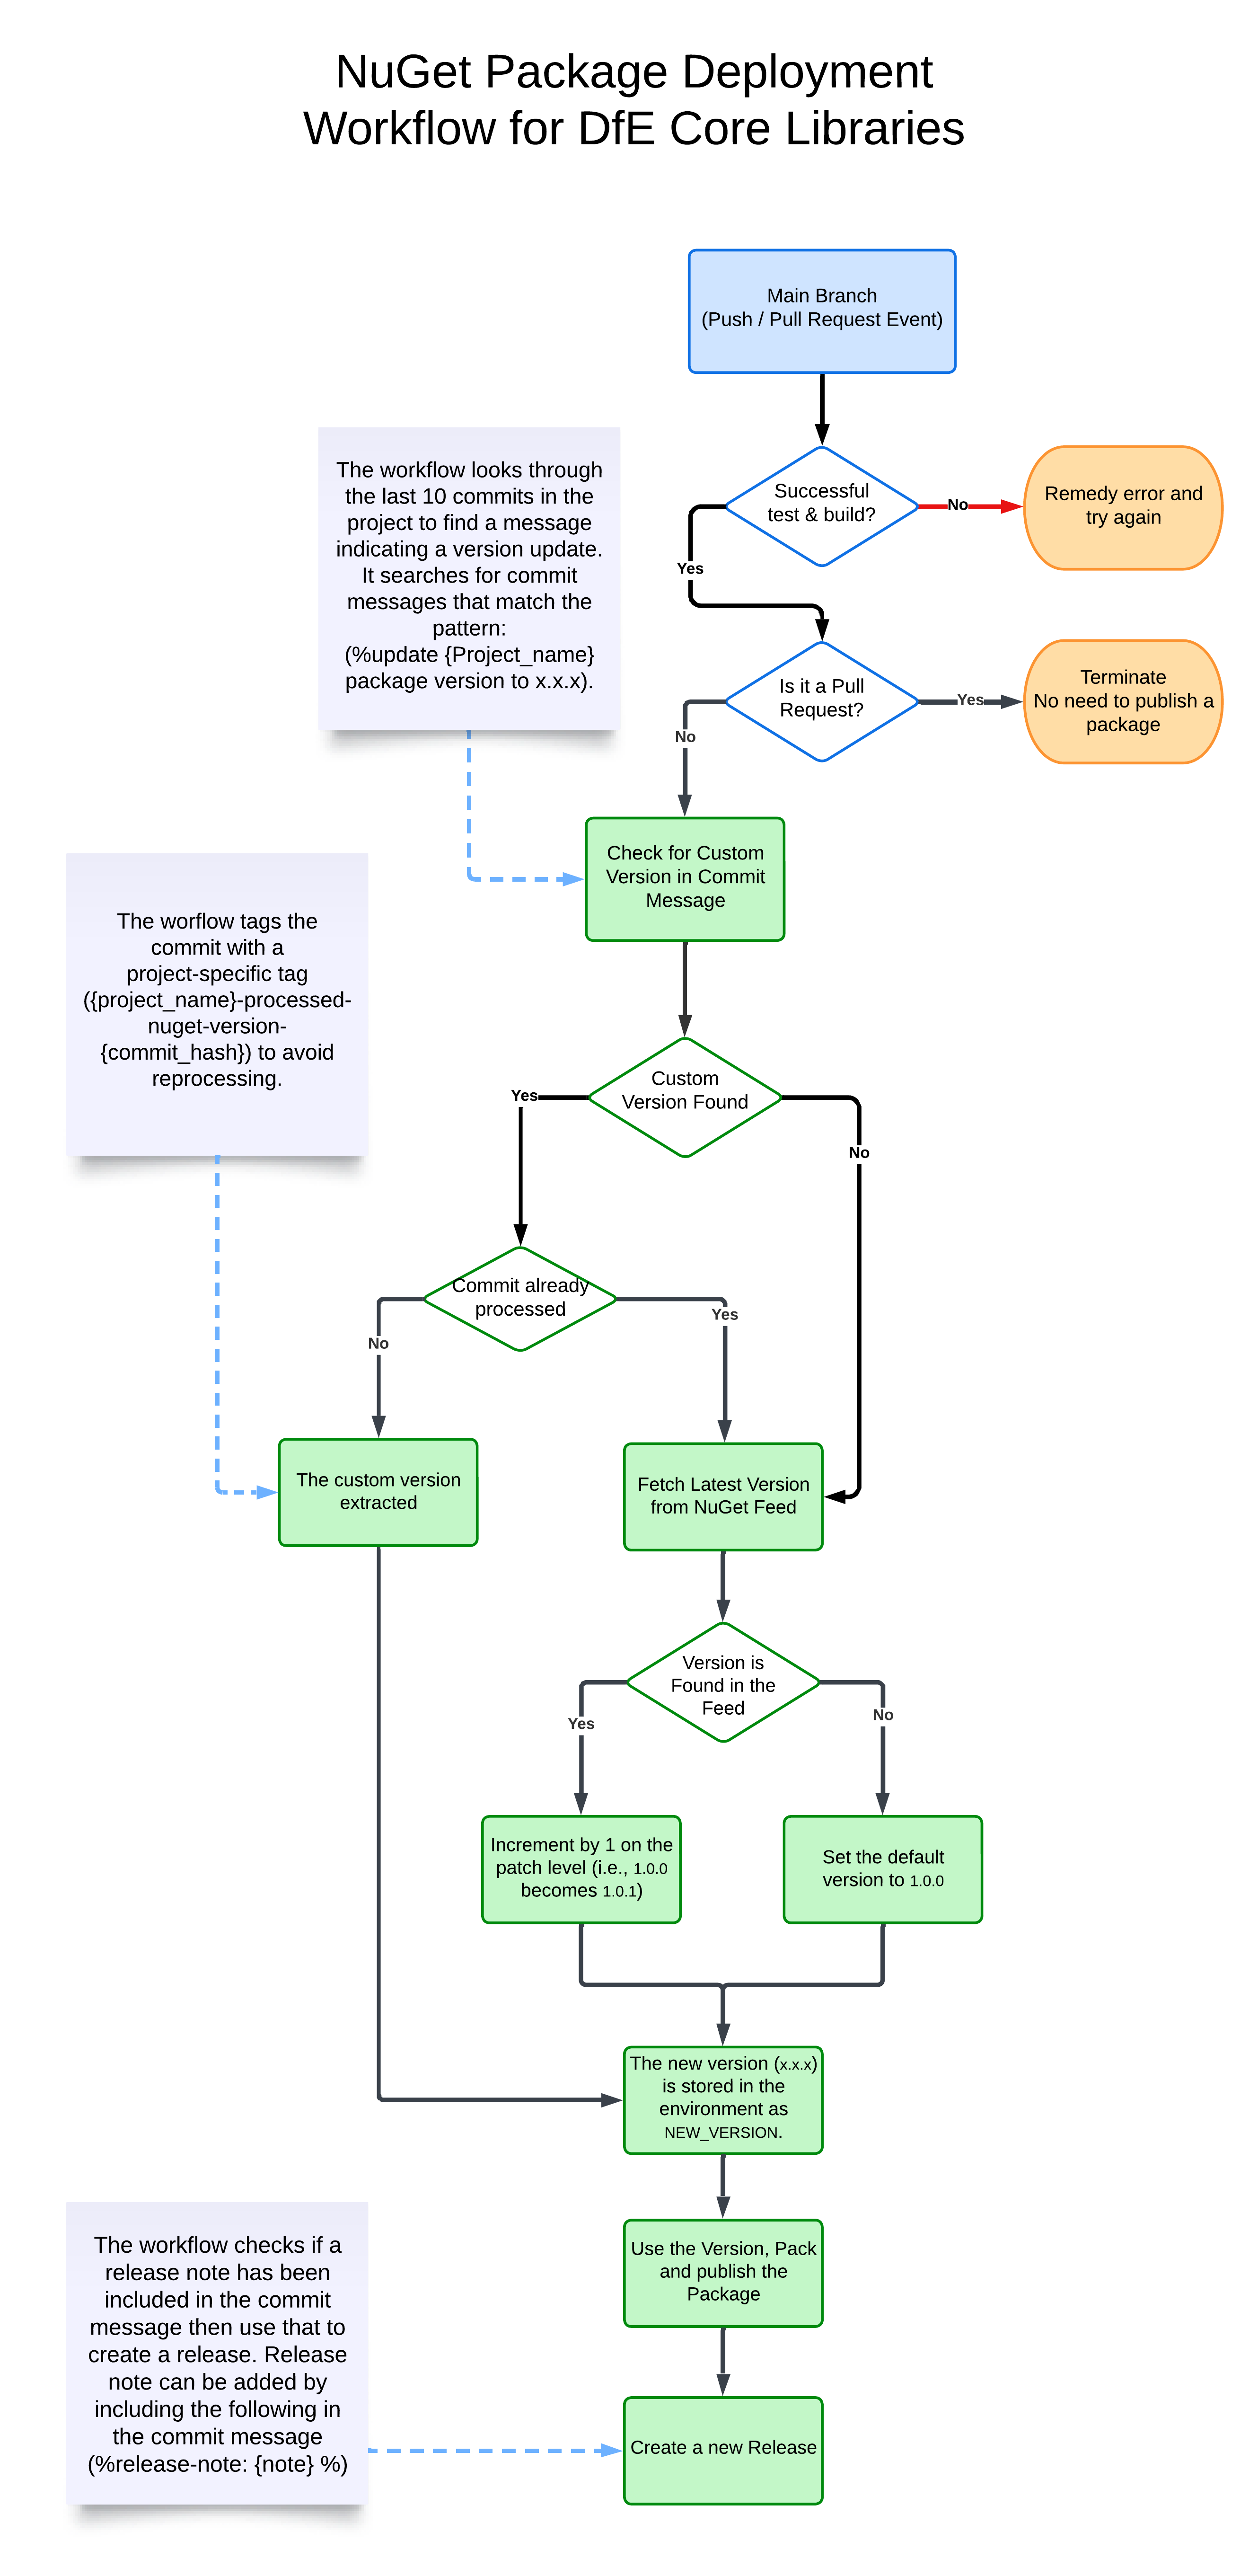 NuGet Package Deployment
Workflow for DfE Core Libraries
Main Branch
(Push / Pull Request Event)
The workflow looks through
the last 10 commits in the
project to find a message
indicating a version update.
It searches for commit
messages that match the
pattern:
(%update {Project_name}
package version to x.x.x).
Successful
test & build?
No
Remedy error and
try again
Yes
Is it a Pull
Request?
Yes
Terminate
No need to publish a
package
No
Check for Custom
Version in Commit
Message
The worflow tags the
commit with a
project-specific tag
({project_name}-processed-
nuget-version-
{commit_hash}) to avoid
reprocessing.
Custom
Version Found
Yes
No
Commit already
processed
No
Yes
The custom version
extracted
Fetch Latest Version
from NuGet Feed
Version is
Found in the
Feed
Yes
No
Increment by 1 on the
patch level (i.e., 1.0.0
becomes 1.0.1)
Set the default
version to 1.0.0
The new version (x.x.x)
is stored in the
environment as
NEW_VERSION.
Use the Version, Pack
and publish the
Package
The workflow checks if a
release note has been
included in the commit
message then use that to
create a release. Release
note can be added by
including the following in
the commit message
(%release-note: {note} %)
Create a new Release